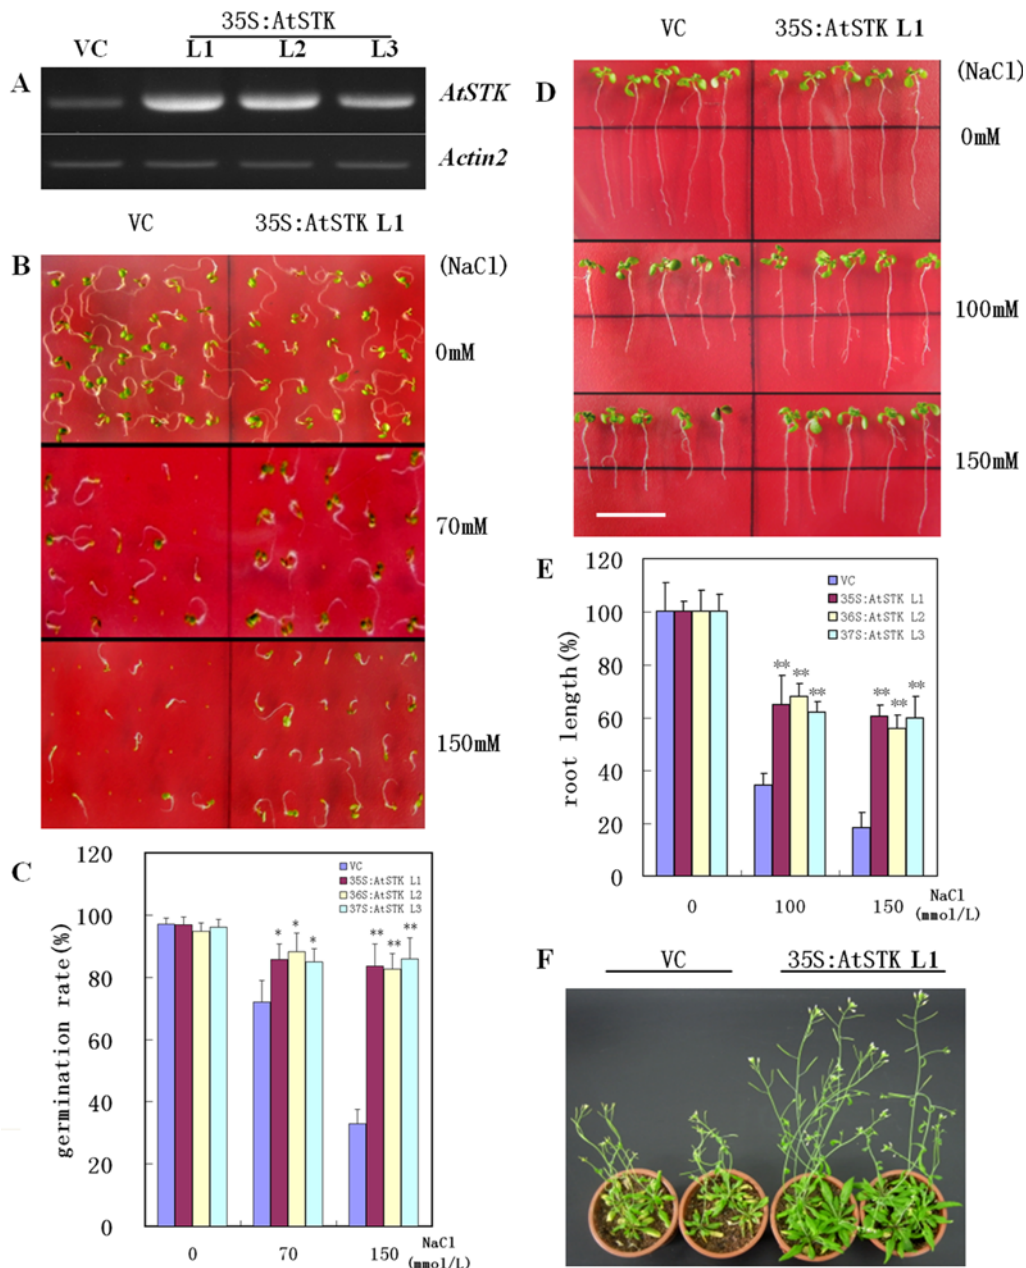 35S:AtSTK
VC L1 L2 L3
A AtSTK
Actin2
VC 35S:AtSTK L1
B (NaCl)
0mM
70mM
150mM
C
120
100
80
60
40
20
0
germination rate(%)
VC
35S:AtSTK L1
36S:AtSTK L2
37S:AtSTK L3
* * *
** ** **
0 70 150 NaCl
(mmol/L)
VC 35S:AtSTK L1
D (NaCl)
0mM
100mM
150mM
E
120
100
80
60
40
20
0
root length(%)
VC
35S:AtSTK L1
36S:AtSTK L2
37S:AtSTK L3
** ** **
** ** **
0 100 150 NaCl
(mmol/L)
F VC 35S:AtSTK L1